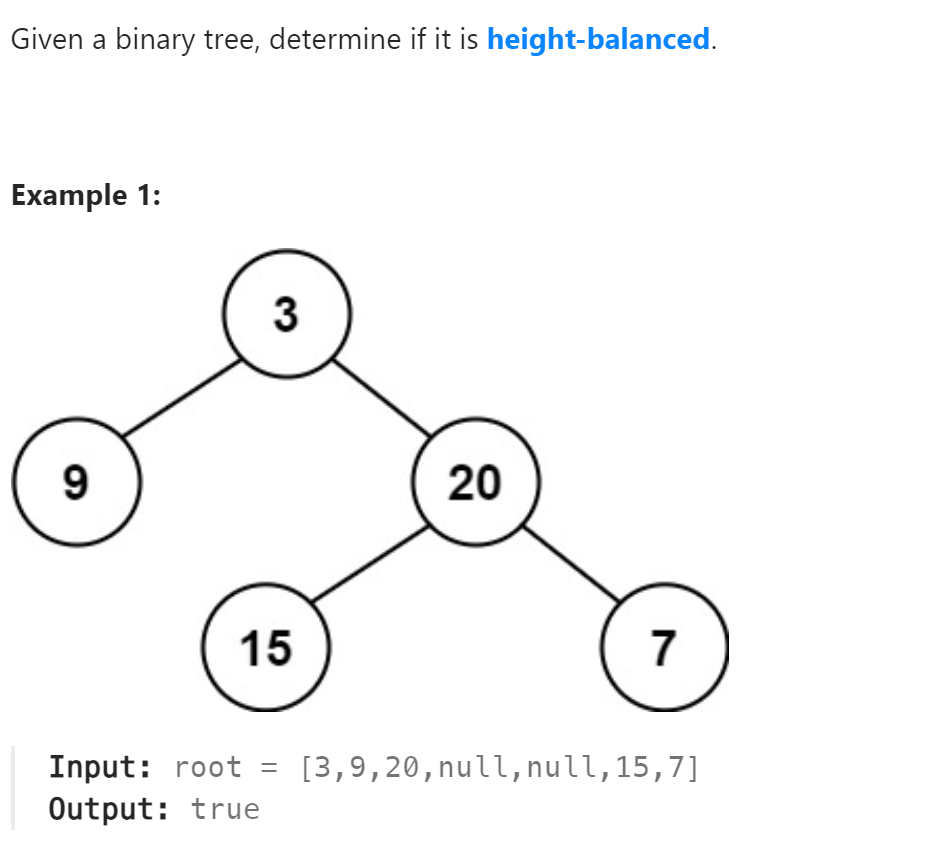 Given a binary tree, determine if it is height-balanced.
Example 1:
3
9
20
15
7
Input: root = [3,9,20,null,null,15,7]
Output: true